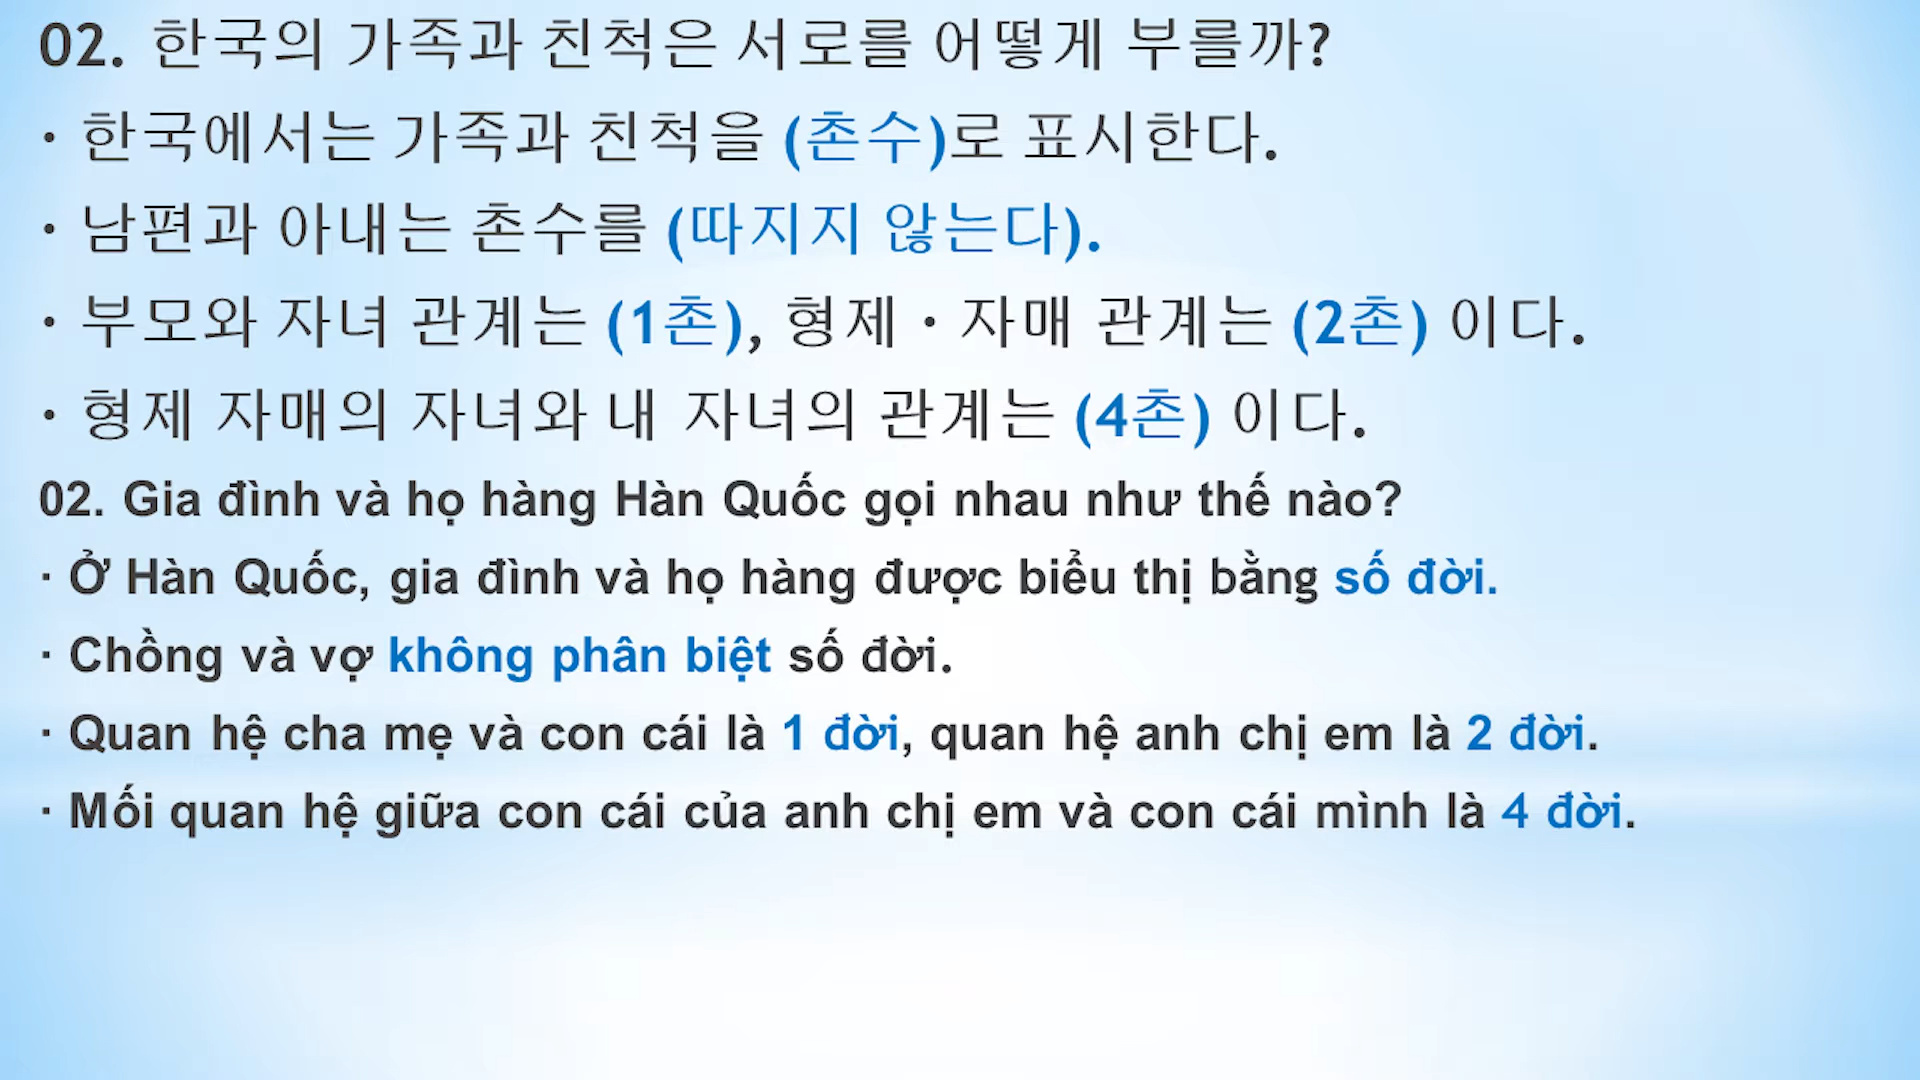 02. 한국의 가족과 친척은 서로를 어떻게 부를까?
· 한국에서는 가족과 친척을 (촌수)로 표시한다.
· 남편과 아내는 촌수를 (따지지 않는다).
· 부모와 자녀 관계는 (1촌), 형제·자매 관계는 (2촌) 이다.
· 형제 자매의 자녀와 내 자녀의 관계는 (4촌) 이다.
02. Gia đình và họ hàng Hàn Quốc gọi nhau như thế nào?
· Ở Hàn Quốc, gia đình và họ hàng được biểu thị bằng số đời.
· Chồng và vợ không phân biệt số đời.
· Quan hệ cha mẹ và con cái là 1 đời, quan hệ anh chị em là 2 đời.
· Mối quan hệ giữa con cái của anh chị em và con cái mình là 4 đời.